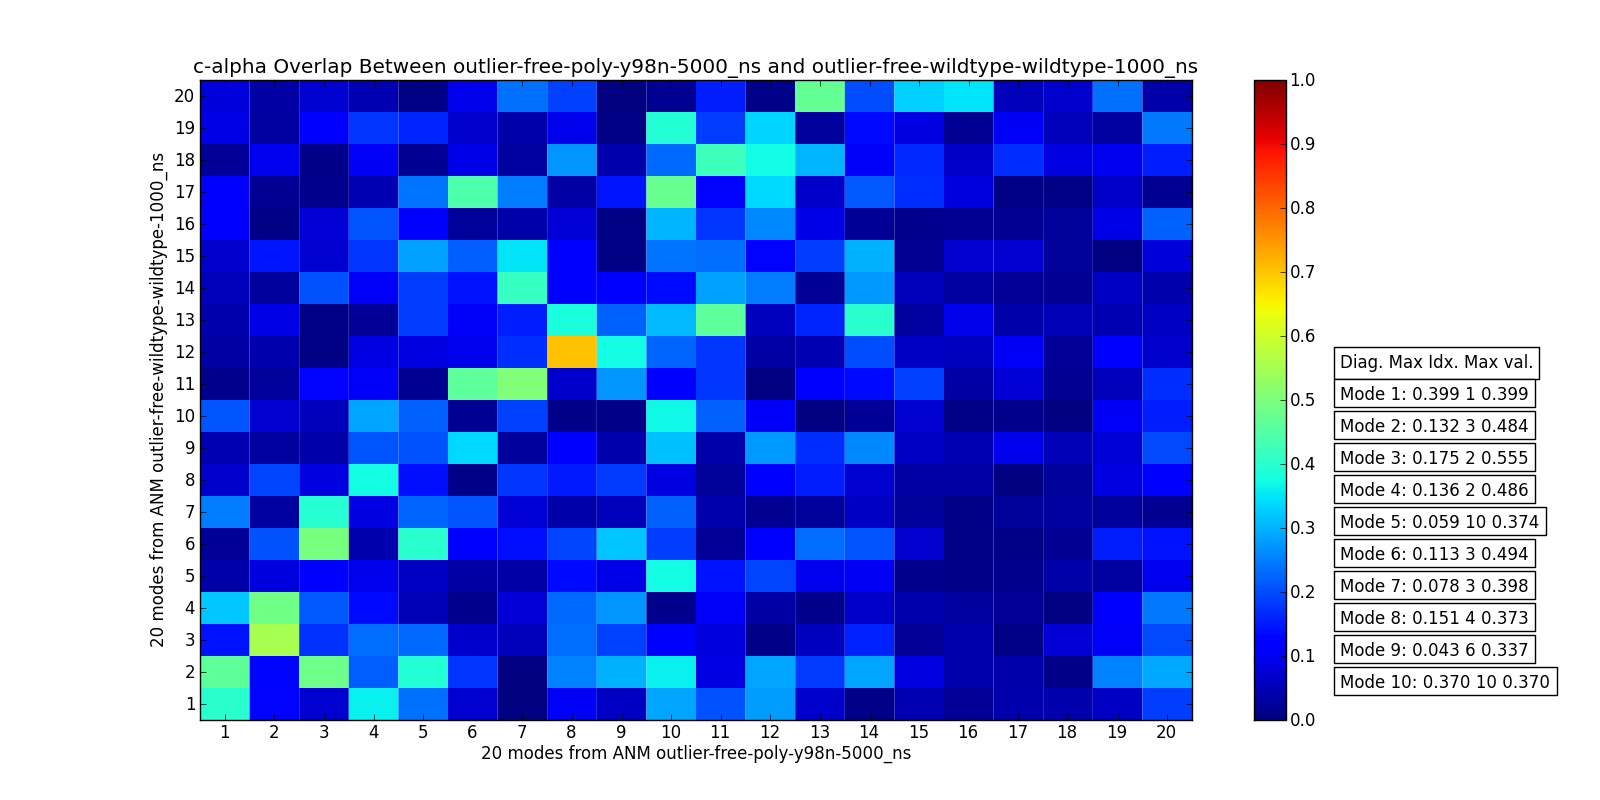 c-alpha Overlap Between outlier-free-poly-y98n-5000_ns and outlier-free-wildtype-wildtype-1000_ns
20 modes from ANM outlier-free-wildtype-wildtype-1000_ns
20
19
18
17
16
15
14
13
12
11
10
9
8
7
6
5
4
3
2
1
1 2 3 4 5 6 7 8 9 10 11 12 13 14 15 16 17 18 19 20
20 modes from ANM outlier-free-poly-y98n-5000_ns
1.0
0.9
0.8
0.7
0.6
0.5
0.4
0.3
0.2
0.1
0.0
Diag. Max Idx. Max val.
Mode 1: 0.399 1 0.399
Mode 2: 0.132 3 0.484
Mode 3: 0.175 2 0.555
Mode 4: 0.136 2 0.486
Mode 5: 0.059 10 0.374
Mode 6: 0.113 3 0.494
Mode 7: 0.078 3 0.398
Mode 8: 0.151 4 0.373
Mode 9: 0.043 6 0.337
Mode 10: 0.370 10 0.370